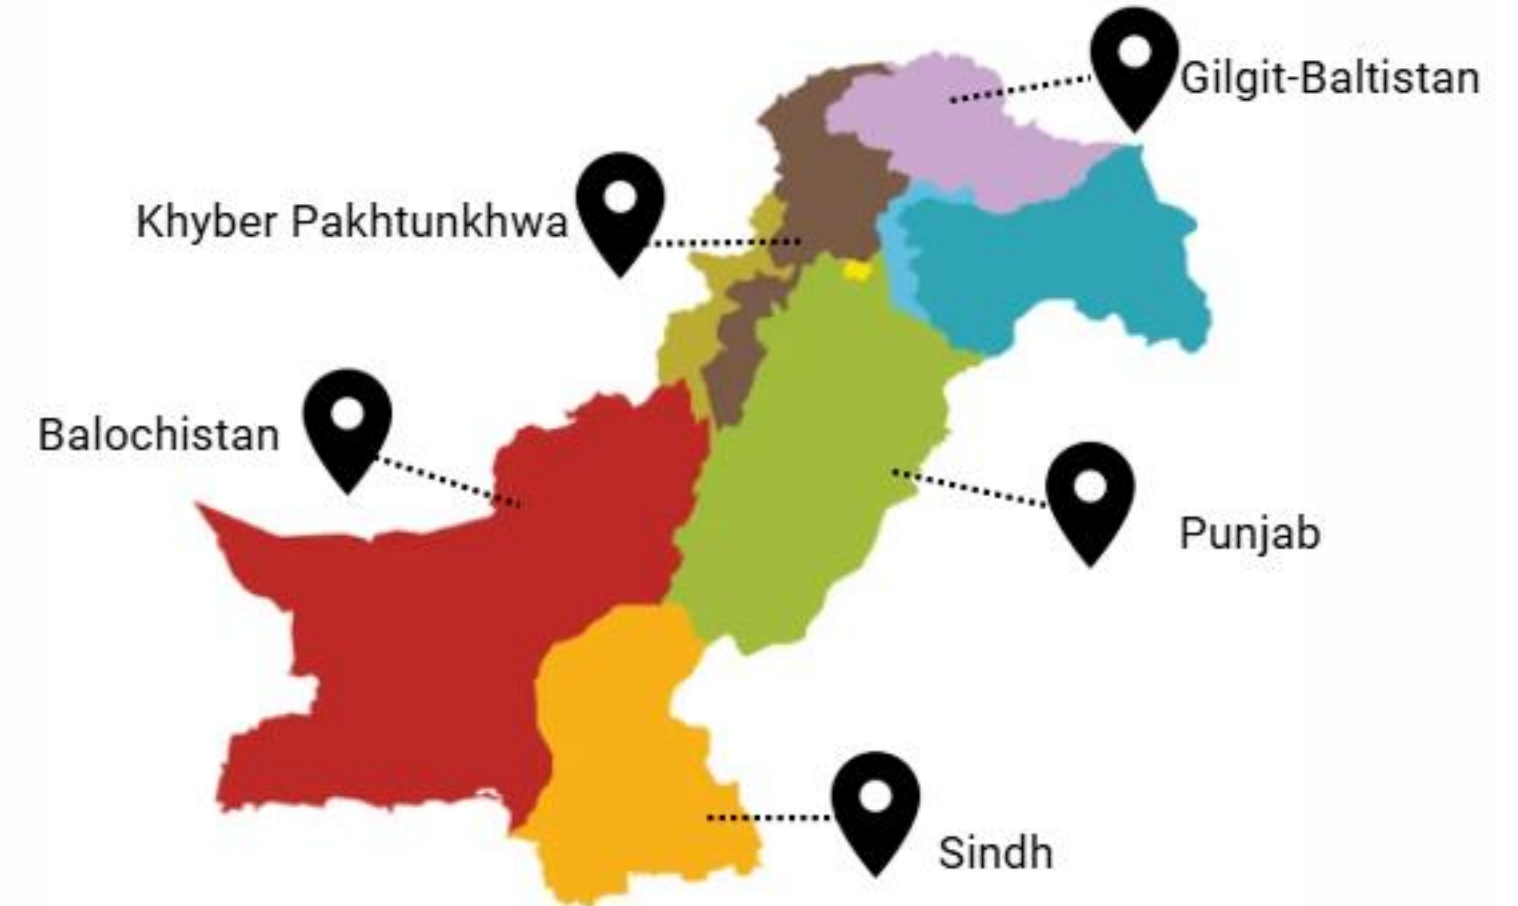 Gilgit-Baltistan
Khyber Pakhtunkhwa
Balochistan
Punjab
Sindh